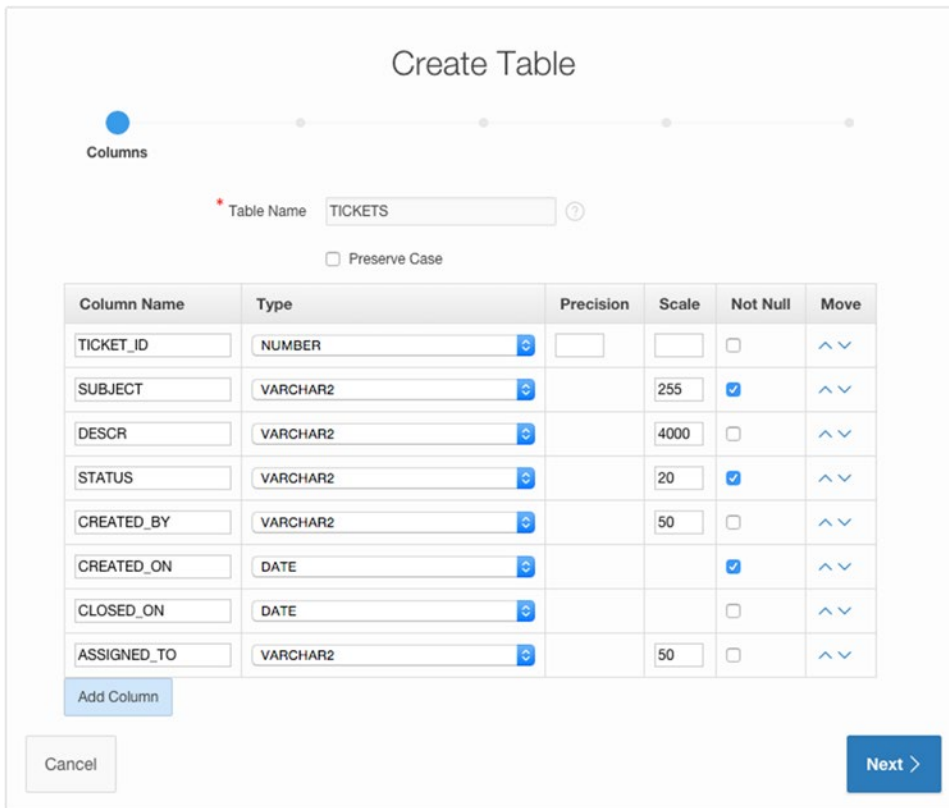 Create Table
Columns
* Table Name TICKETS ?
Preserve Case
Column Name Type Precision Scale Not Null Move
TICKET_ID NUMBER
SUBJECT VARCHAR2 255
DESCR VARCHAR2 4000
STATUS VARCHAR2 20
CREATED_BY VARCHAR2 50
CREATED_ON DATE
CLOSED_ON DATE
ASSIGNED_TO VARCHAR2 50
Add Column
Cancel Next >